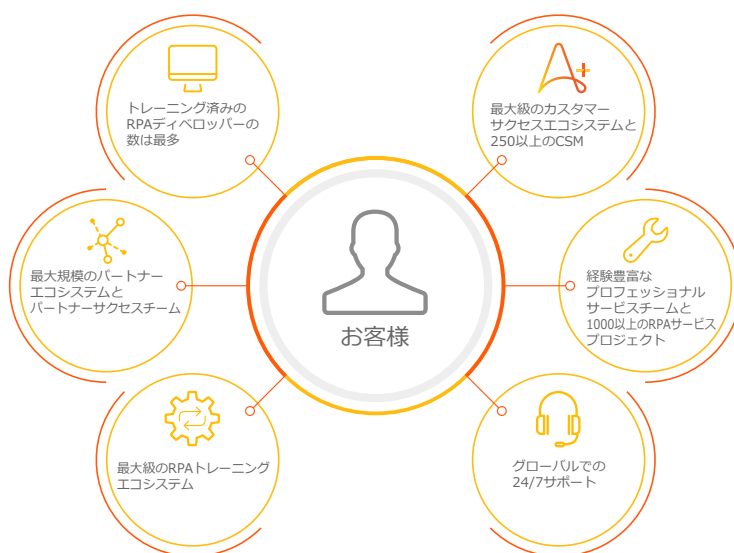 トレーニング済みの
RPAディベロッパーの
数は最多
最大級のカスタマー
サクセスエコシステムと
250以上のCSM
最大規模のパートナー
エコシステムと
パートナーサクセスチーム
お客様
経験豊富な
プロフェッショナル
サービスチームと
1000以上のRPAサービス
プロジェクト
最大級のRPAトレーニング
エコシステム
グローバルでの
24/7サポート